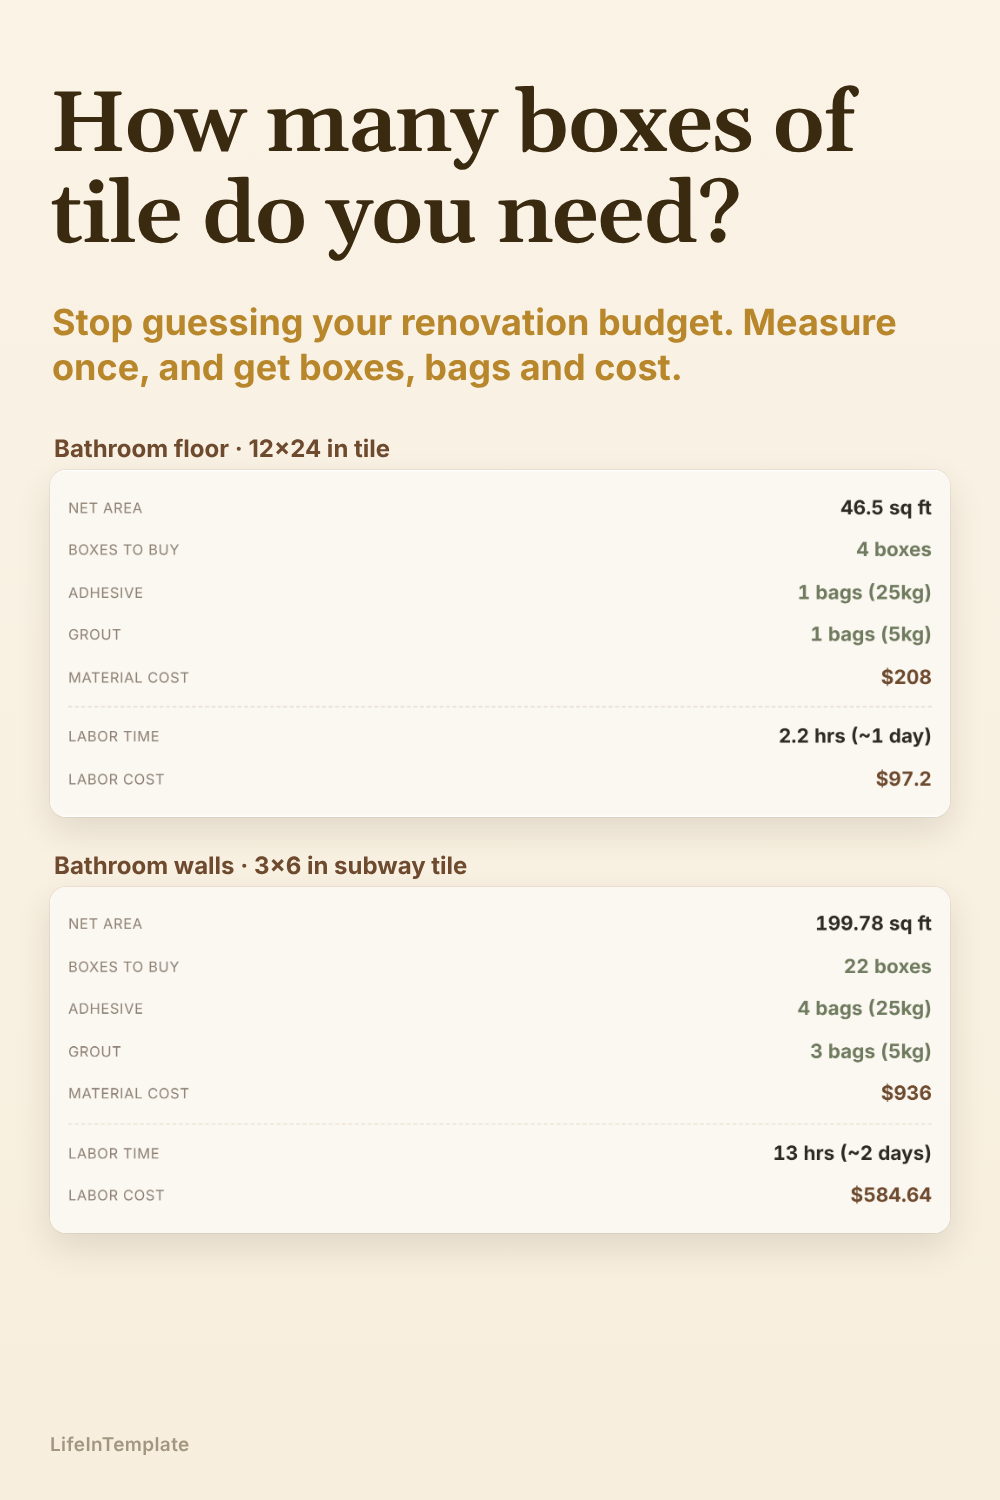 How many boxes of
tile do you need?
Stop guessing your renovation budget. Measure
once, and get boxes, bags and cost.
Bathroom floor · 12×24 in tile
NET AREA 46.5 sq ft
BOXES TO BUY 4 boxes
ADHESIVE 1 bags (25kg)
GROUT 1 bags (5kg)
MATERIAL COST $208
LABOR TIME 2.2 hrs (~1 day)
LABOR COST $97.2
Bathroom walls · 3×6 in subway tile
NET AREA 199.78 sq ft
BOXES TO BUY 22 boxes
ADHESIVE 4 bags (25kg)
GROUT 3 bags (5kg)
MATERIAL COST $936
LABOR TIME 13 hrs (~2 days)
LABOR COST $584.64
LifeInTemplate